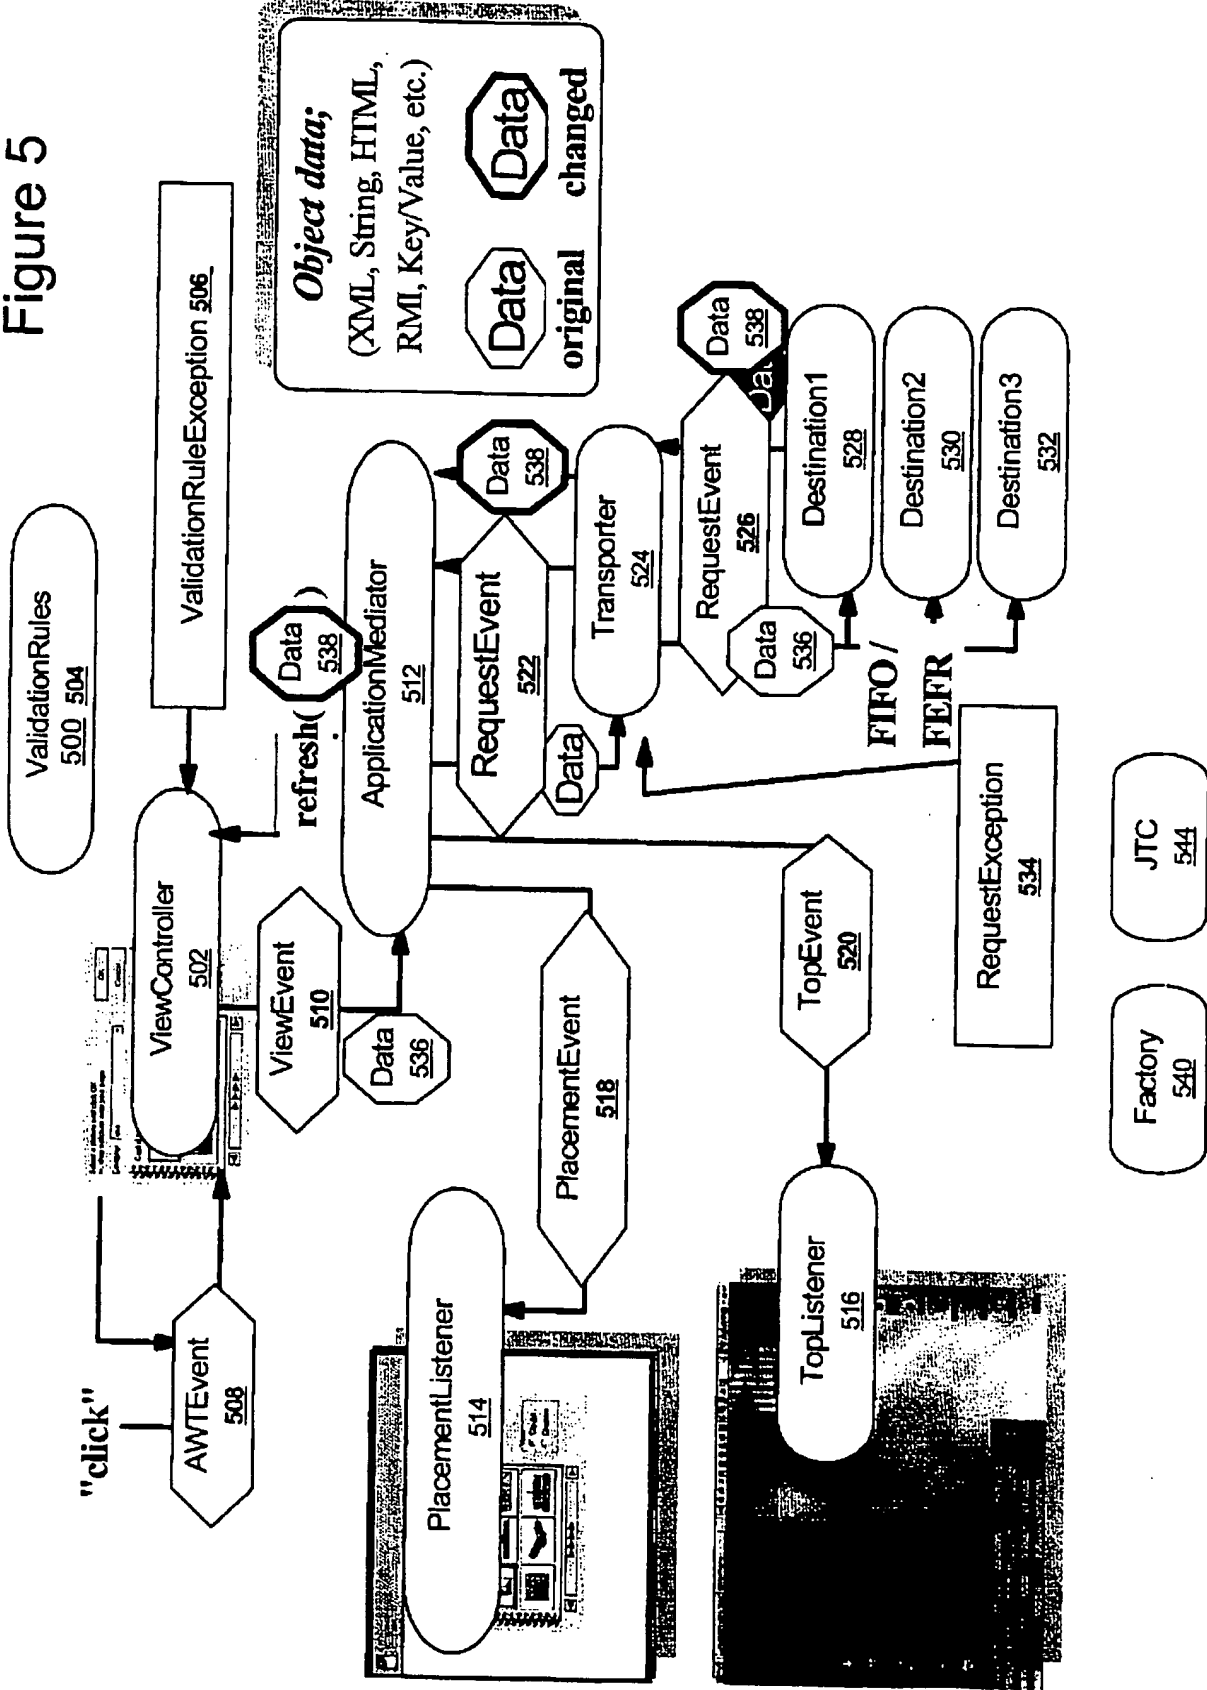 Figure 5
"click"
AWTEvent
508
ViewController
502
ValidationRules
500 504
ValidationRuleException 506
ViewEvent
510
Data
536
refresh( )
Data
538
ApplicationMediator
512
Object data;
(XML, String, HTML,
RMI, Key/Value, etc.)
Data
Data
original
changed
PlacementListener
514
PlacementEvent
518
RequestEvent
522
Data
Data
538
Transporter
524
RequestEvent
526
Data
536
Data
538
TopListener
516
TopEvent
520
FIFO /
FEFR
Destination1
528
Destination2
530
Destination3
532
RequestException
534
Factory
540
JTC
544